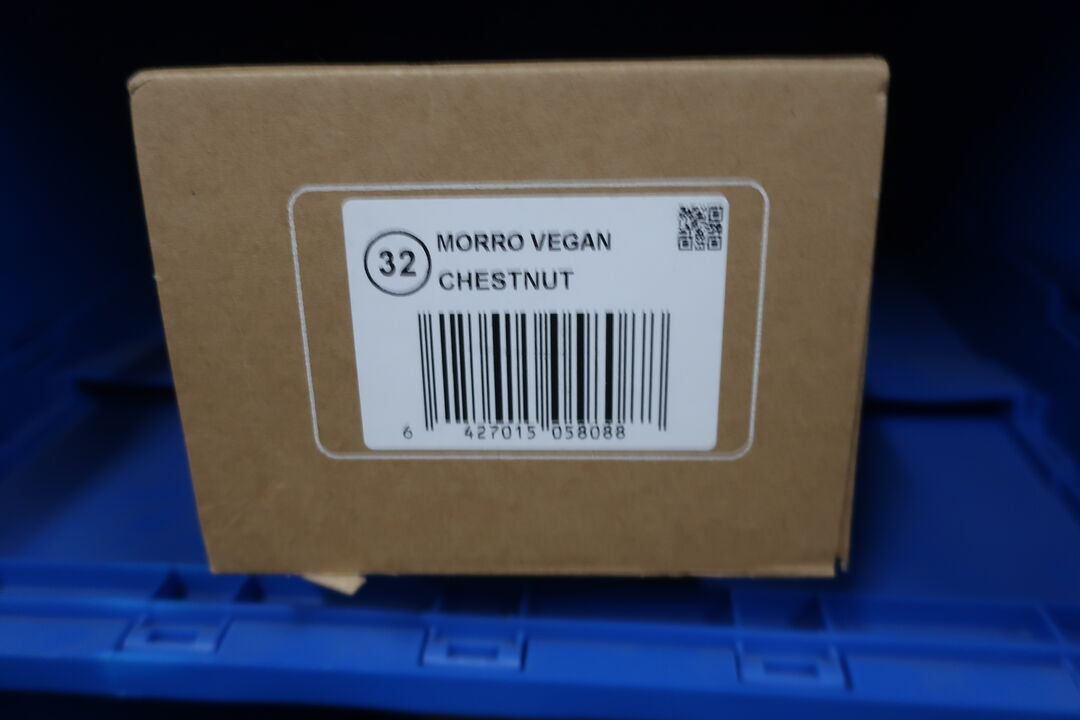 32
MORRO VEGAN
CHESTNUT
6 427015 058088